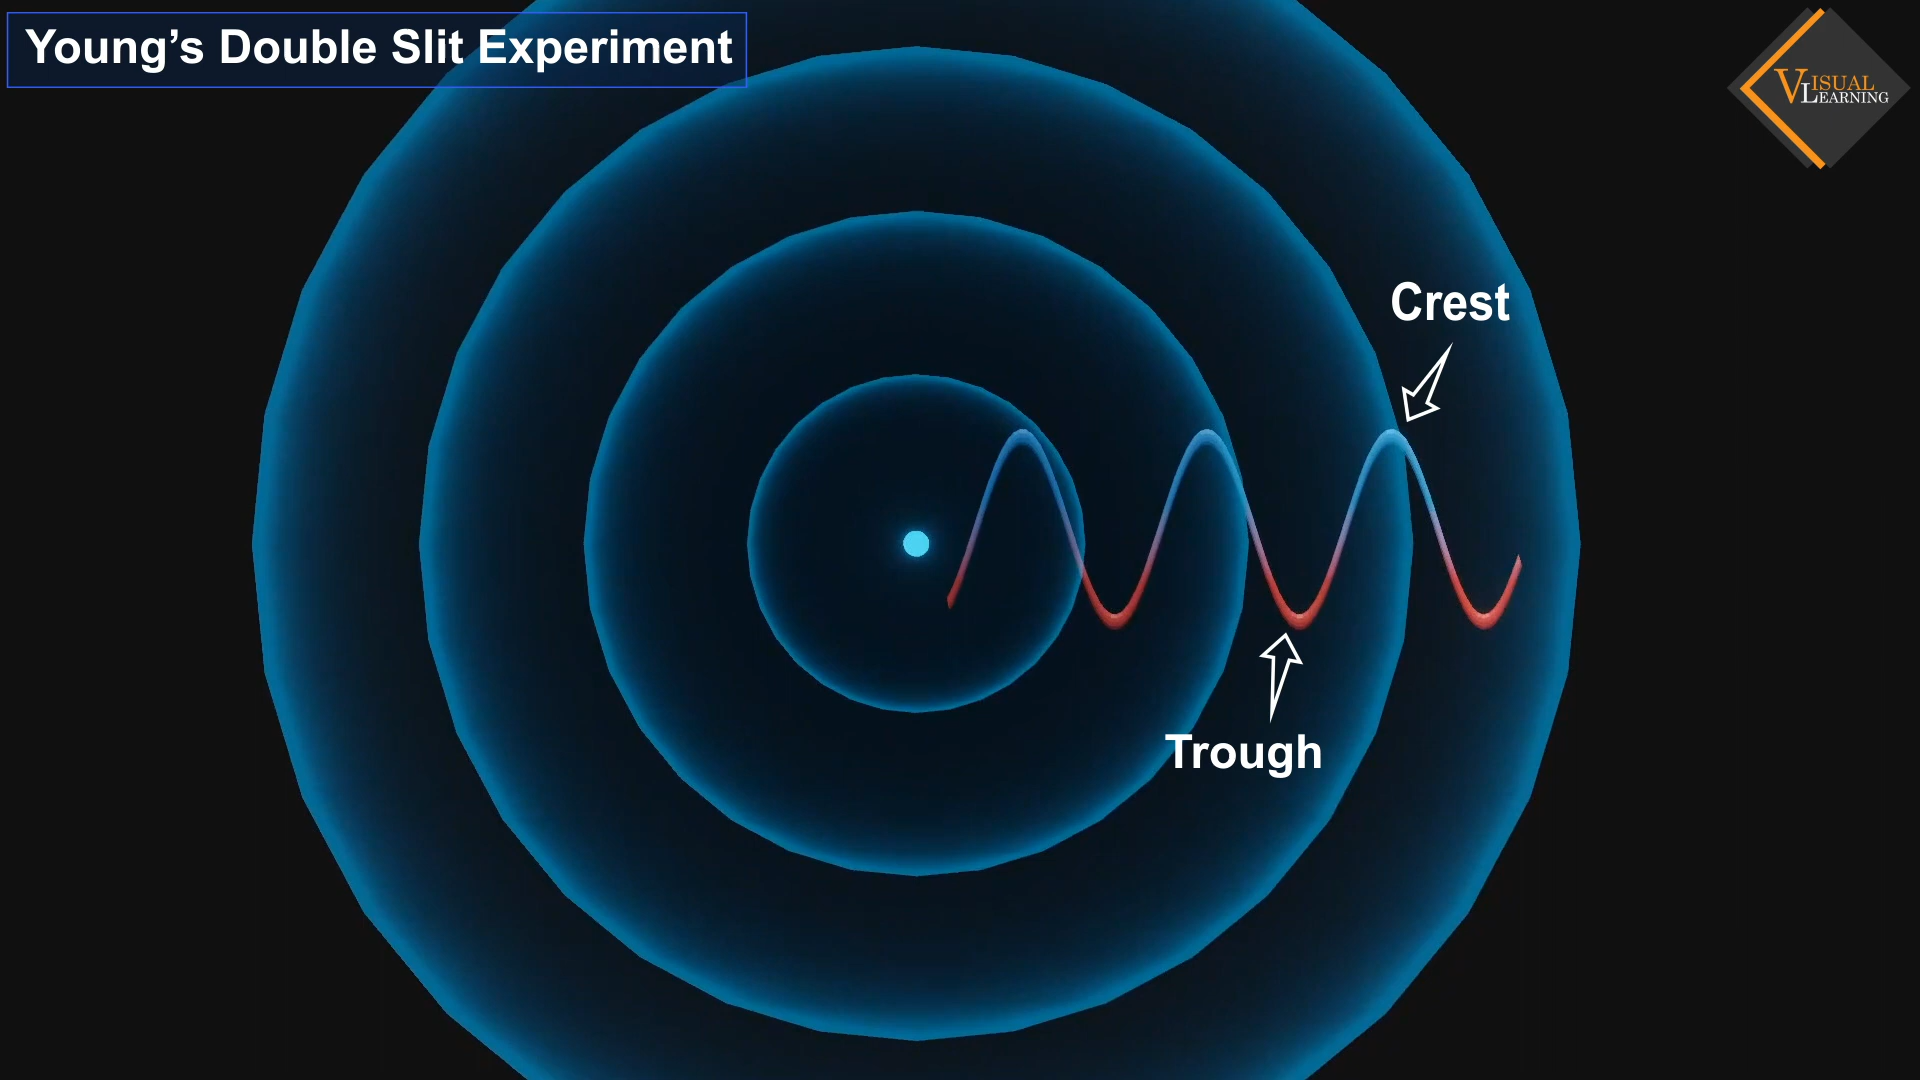 Young’s Double Slit Experiment
VISUAL
LEARNING
Crest
Trough